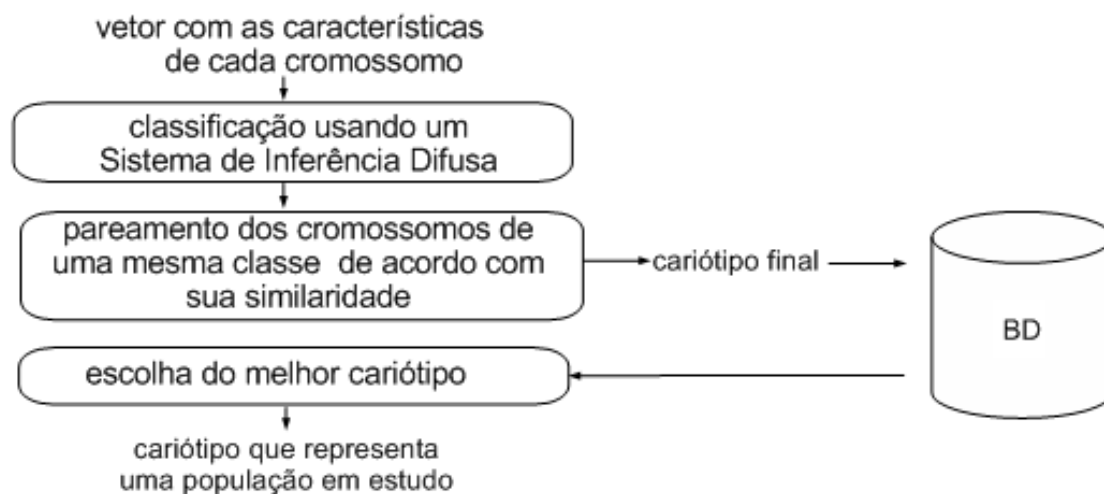 vetor com as características
de cada cromossomo
classificação usando um
Sistema de Inferência Difusa
pareamento dos cromossomos de
uma mesma classe de acordo com
sua similaridade
cariótipo final
BD
escolha do melhor cariótipo
cariótipo que representa
uma população em estudo